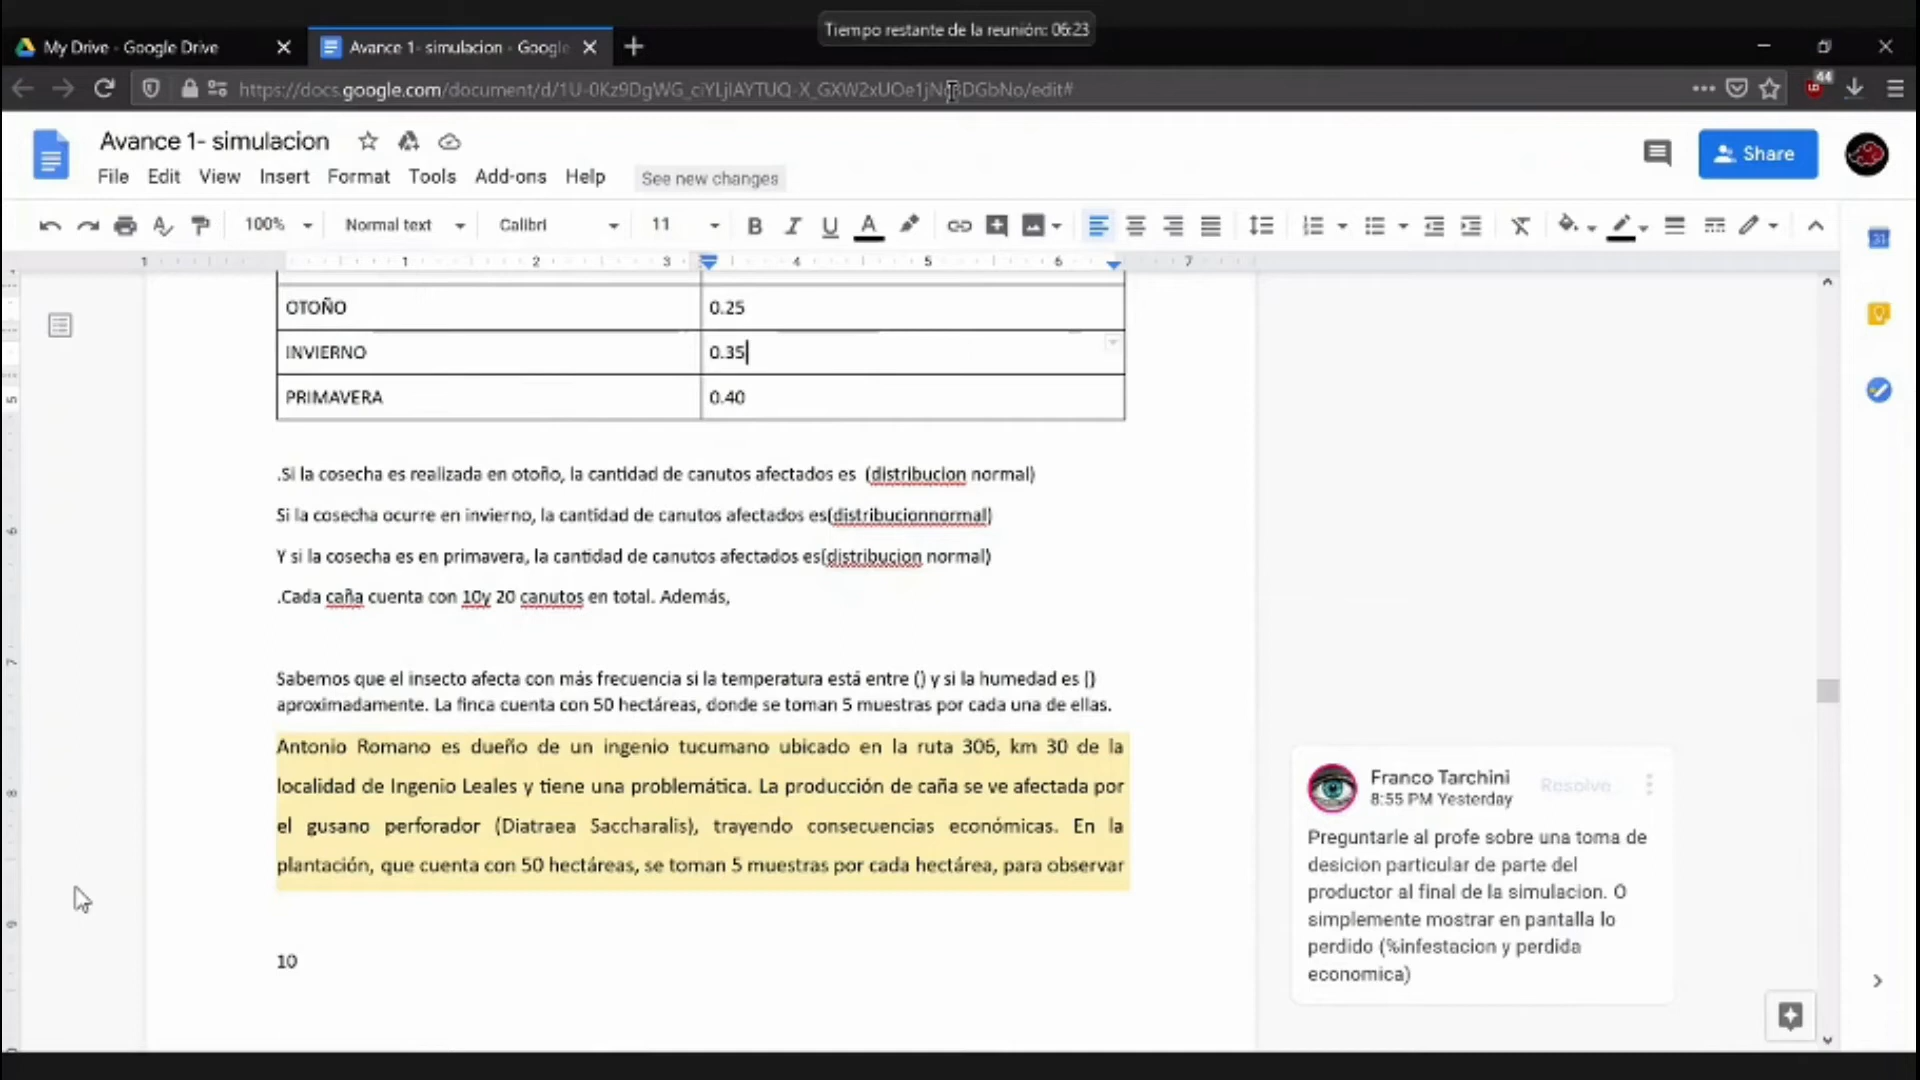 Tiempo restante de la reunión: 06:23
My Drive - Google Drive
Avance 1- simulacion - Google
44
Avance 1- simulacion
Share
File Edit View Insert Format Tools Add-ons Help See new changes
100% Normal text Calibri 11
1 1 2 3 4 5 6 7
31
OTOÑO 0.25
INVIERNO 0.35
PRIMAVERA 0.40
.Si la cosecha es realizada en otoño, la cantidad de canutos afectados es (distribucion normal)
Si la cosecha ocurre en invierno, la cantidad de canutos afectados es(distribucionnormal)
Y si la cosecha es en primavera, la cantidad de canutos afectados es(distribucion normal)
.Cada caña cuenta con 10y 20 canutos en total. Además,
Sabemos que el insecto afecta con más frecuencia si la temperatura está entre () y si la humedad es ()
aproximadamente. La finca cuenta con 50 hectáreas, donde se toman 5 muestras por cada una de ellas.
Antonio Romano es dueño de un ingenio tucumano ubicado en la ruta 306, km 30 de la
localidad de Ingenio Leales y tiene una problemática. La producción de caña se ve afectada por
el gusano perforador (Diatraea Saccharalis), trayendo consecuencias económicas. En la
plantación, que cuenta con 50 hectáreas, se toman 5 muestras por cada hectárea, para observar
10
Franco Tarchini
Resolve
8:55 PM Yesterday
Preguntarle al profe sobre una toma de
desicion particular de parte del
productor al final de la simulacion. O
simplemente mostrar en pantalla lo
perdido (%infestacion y perdida
economica)